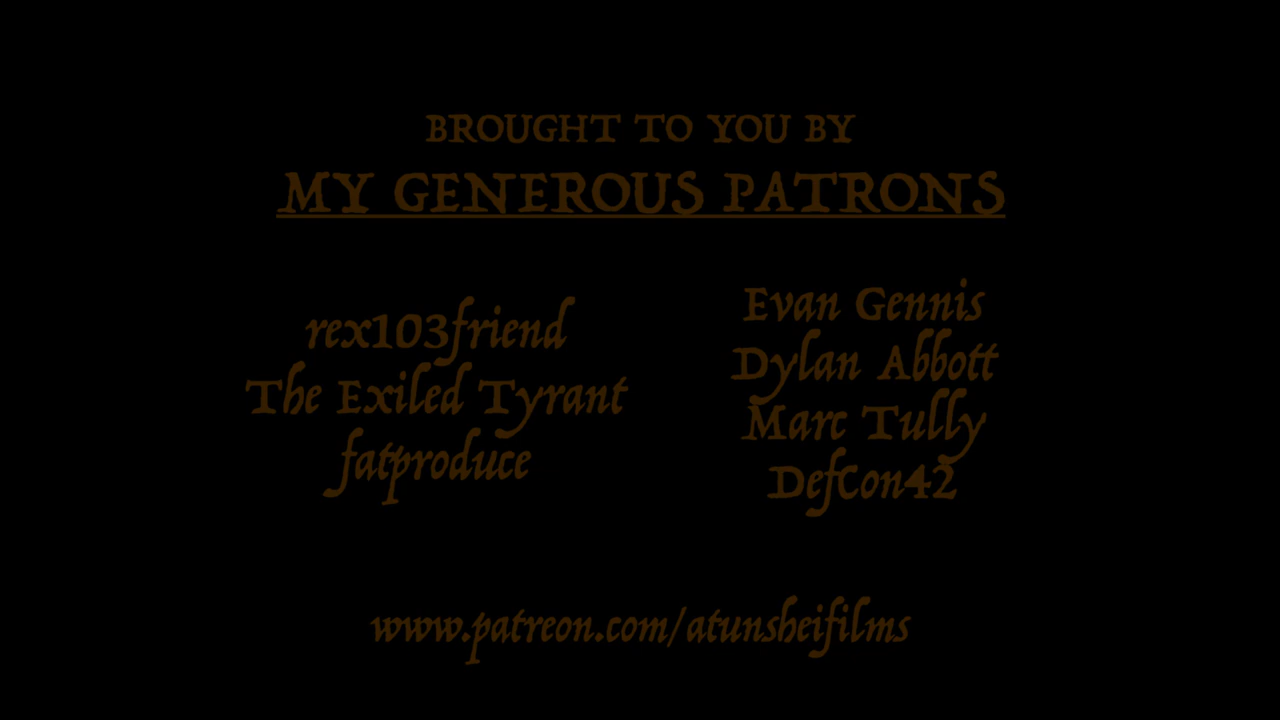 BROUGHT TO YOU BY
MY GENEROUS PATRONS
rex103friend
The Exiled Tyrant
fatproduce
Evan Gennis
Dylan Abbott
Marc Tully
DefCon42
www.patreon.com/atunsheifilms